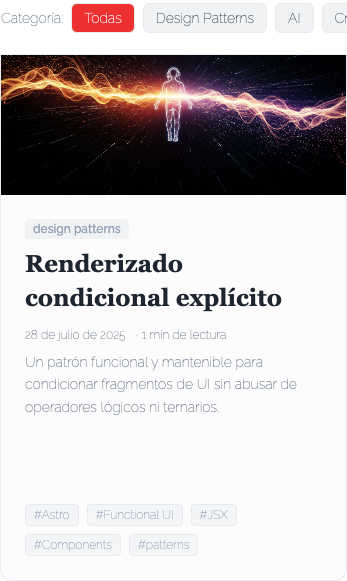 Categoría: Todas Design Patterns AI
design patterns
Renderizado
condicional explícito
28 de julio de 2025 · 1 min de lectura
Un patrón funcional y mantenible para
condicionar fragmentos de UI sin abusar de
operadores lógicos ni ternarios.
#Astro #Functional UI #JSX
#Components #patterns